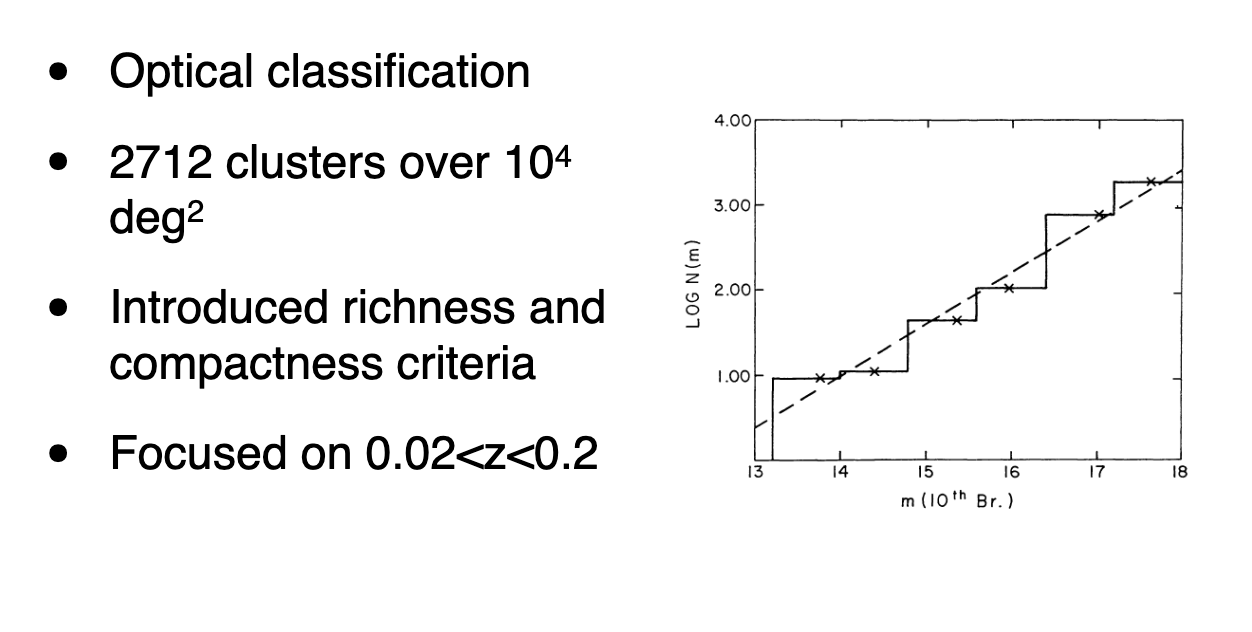 • Optical classification
• 2712 clusters over 10⁴
deg²
• Introduced richness and
compactness criteria
• Focused on 0.02<z<0.2
4.00
3.00
2.00
1.00
LOG N(m)
13 14 15 16 17 18
m (10ᵗʰ Br.)